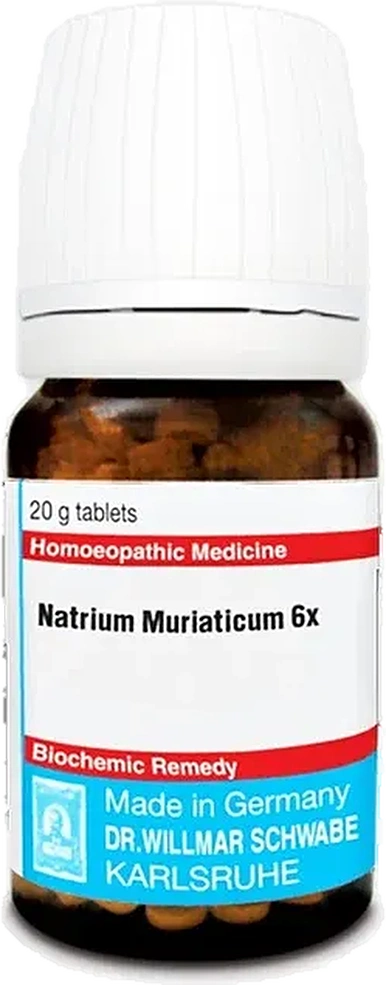 20 g tablets
Homoeopathic Medicine
Natrium Muriaticum 6x
Biochemic Remedy
Made in Germany
DR.WILLMAR SCHWABE
KARLSRUHE